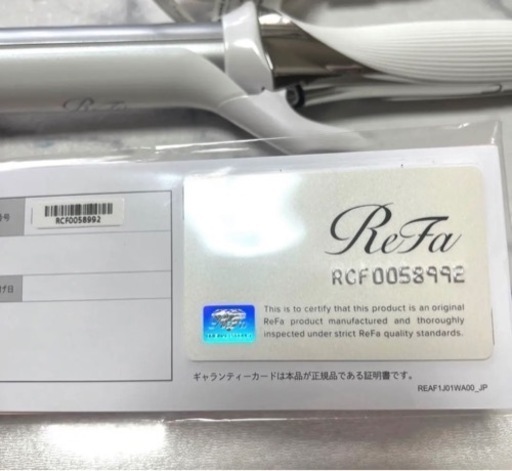 ReFa
号
RCF0058992
げ日
ReFa
RCF0058992
This is to certify that this product is an original
ReFa product manufactured and thoroughly
inspected under strict ReFa quality standards.
ギャランティーカードは本品が正規品である証明書です。
REAF1J01WA00_JP